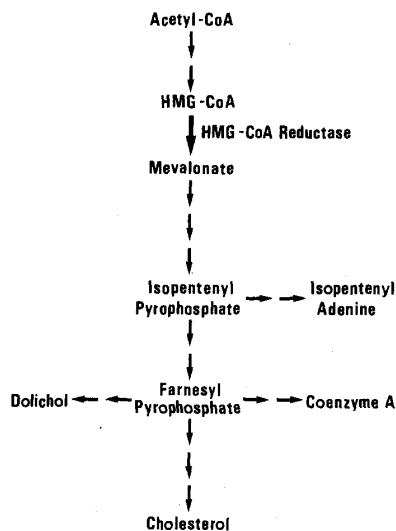 Acetyl-CoA
HMG-CoA
HMG-CoA Reductase
Mevalonate
Isopentenyl
Pyrophosphate
Isopentenyl
Adenine
Dolichol
Farnesyl
Pyrophosphate
Coenzyme A
Cholesterol